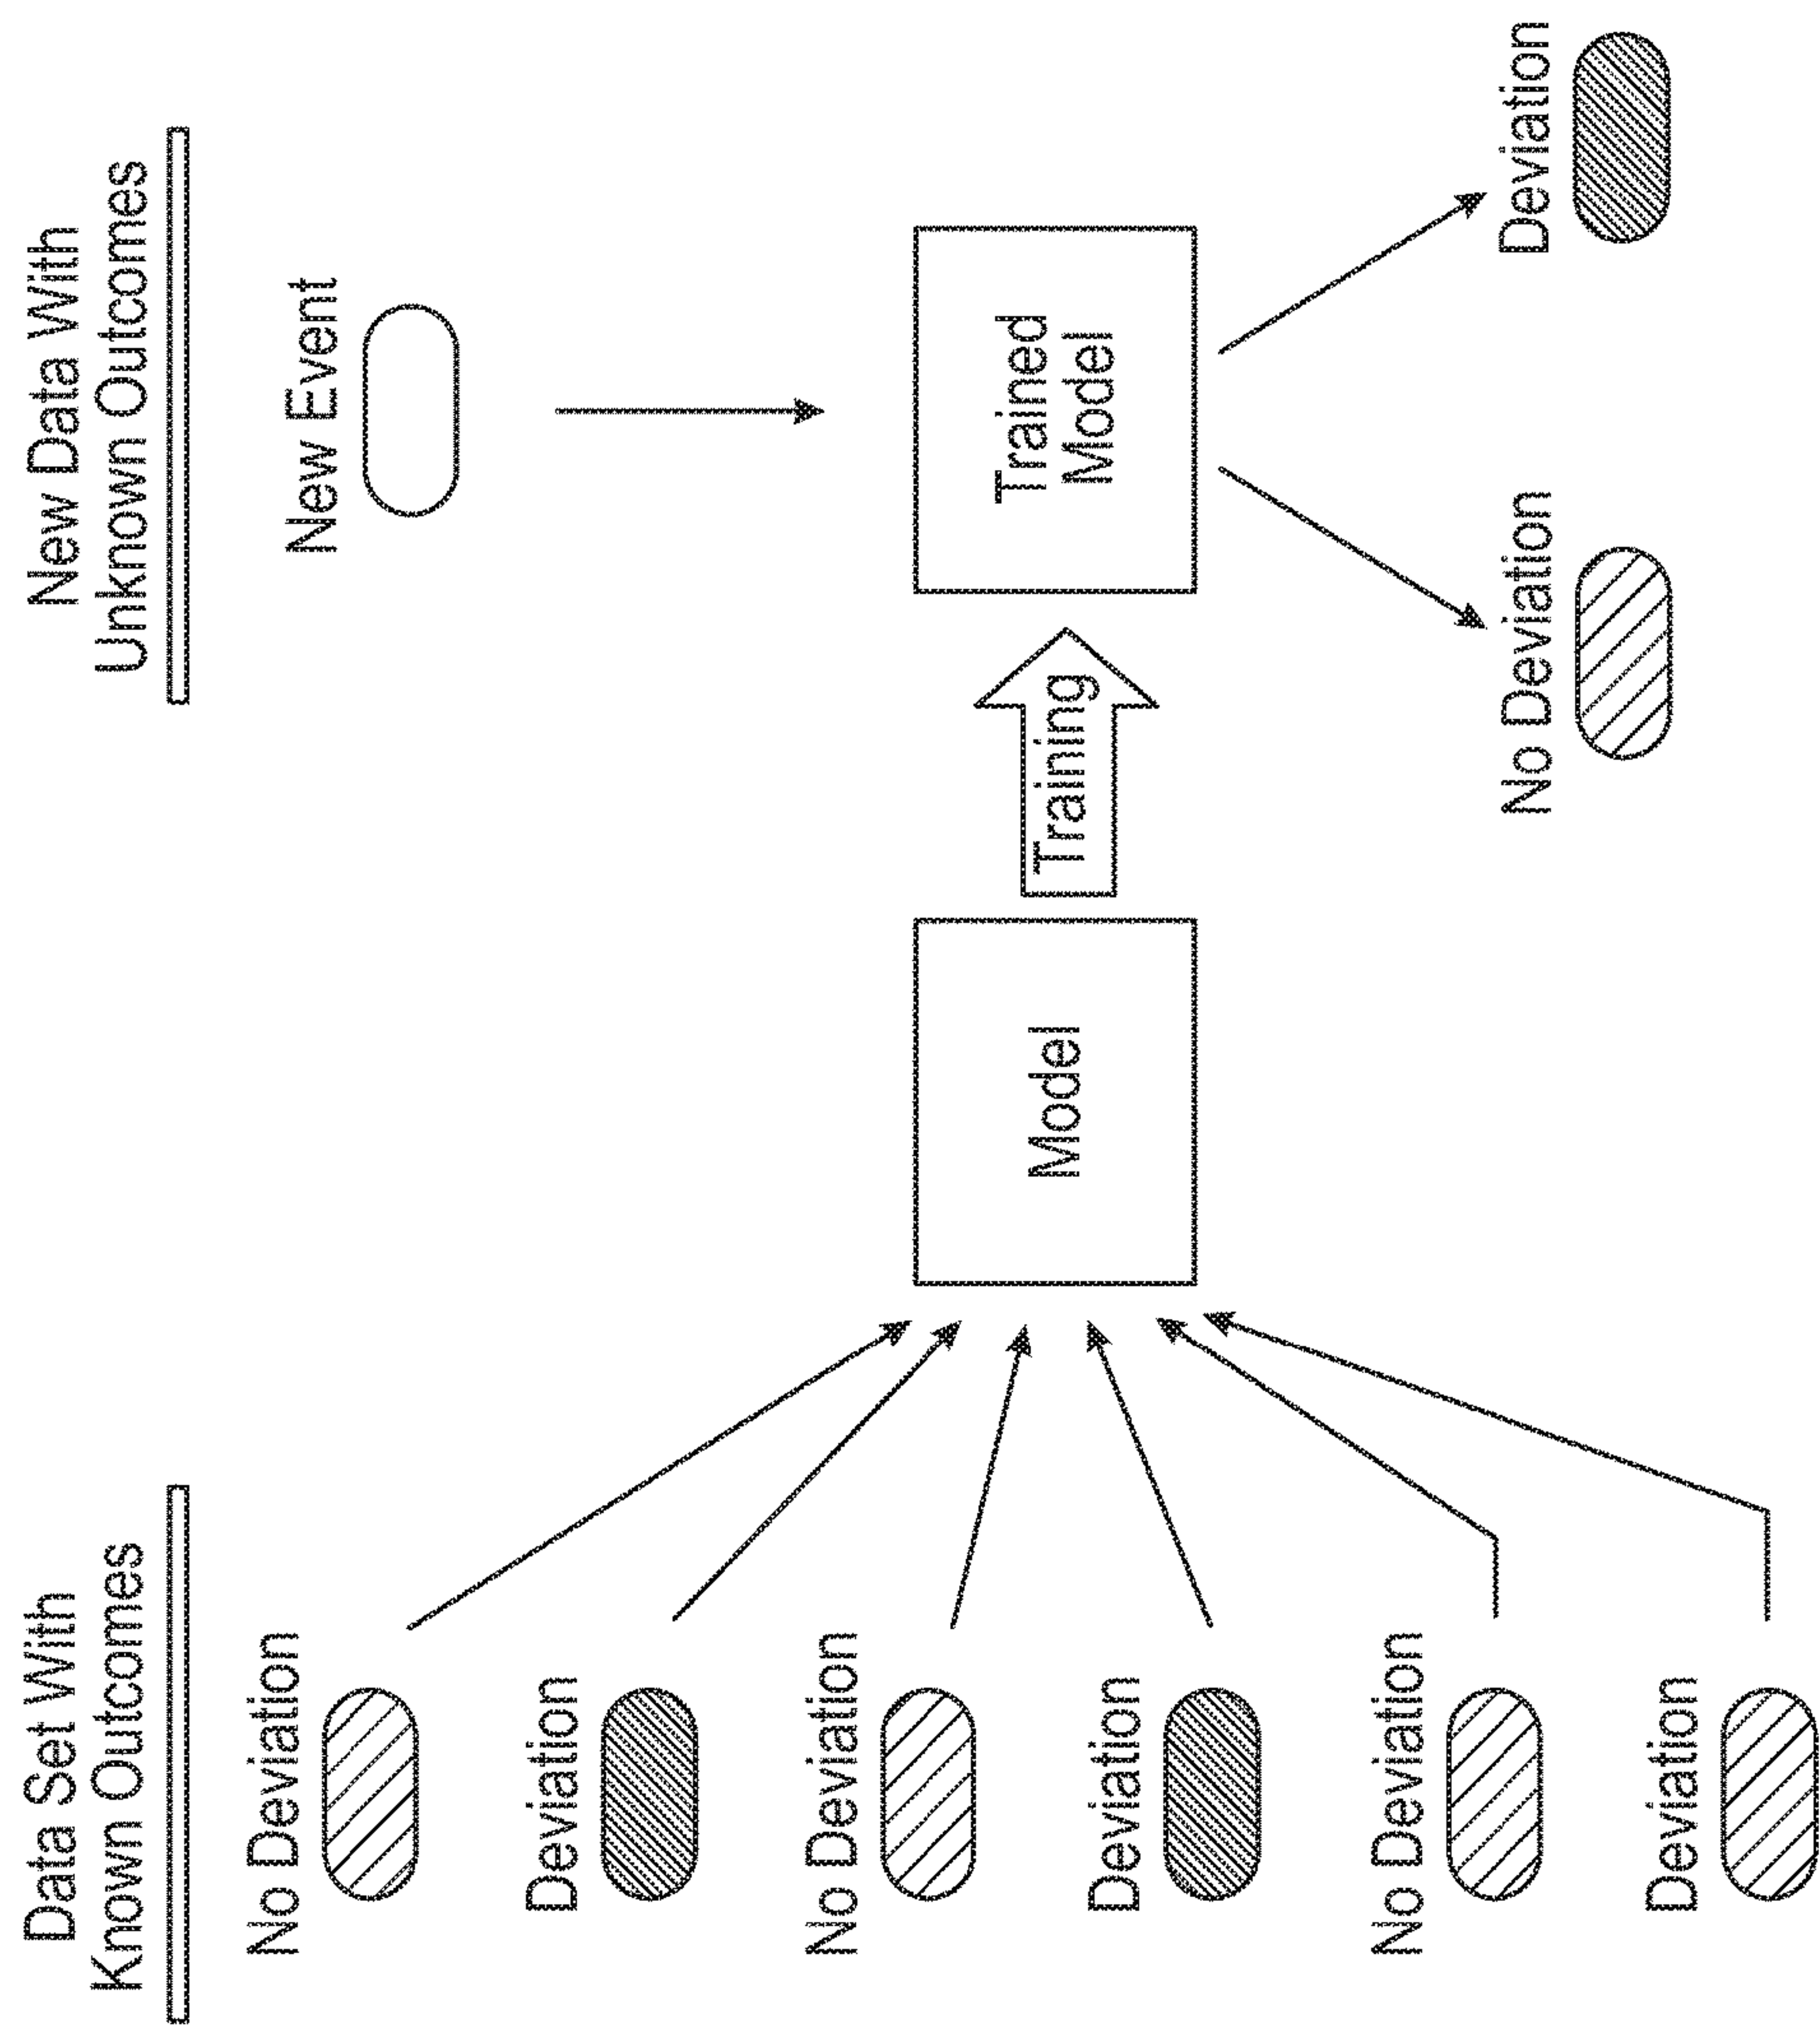 Data Set With
Known Outcomes
No Deviation
Deviation
No Deviation
Deviation
No Deviation
Deviation
Model
Training
New Data With
Unknown Outcomes
New Event
Trained
Model
No Deviation
Deviation